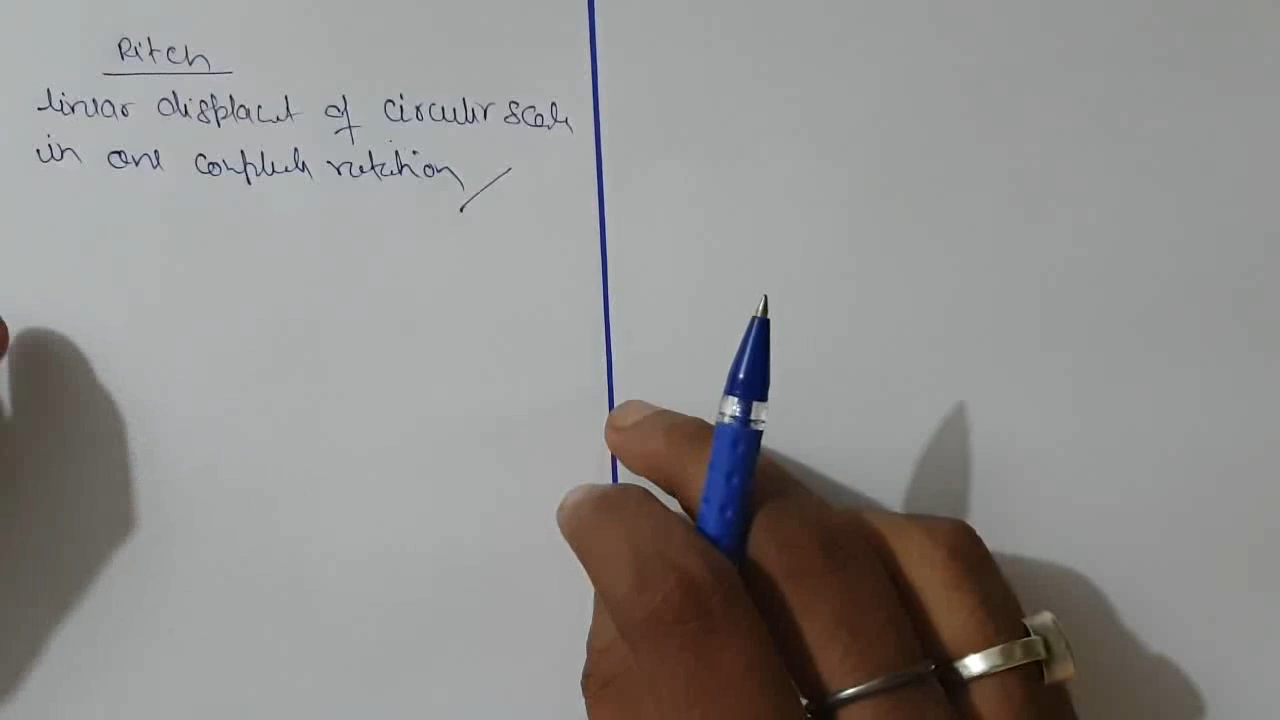 Pitch
linear displacmt of circular scale
in one complete rotation